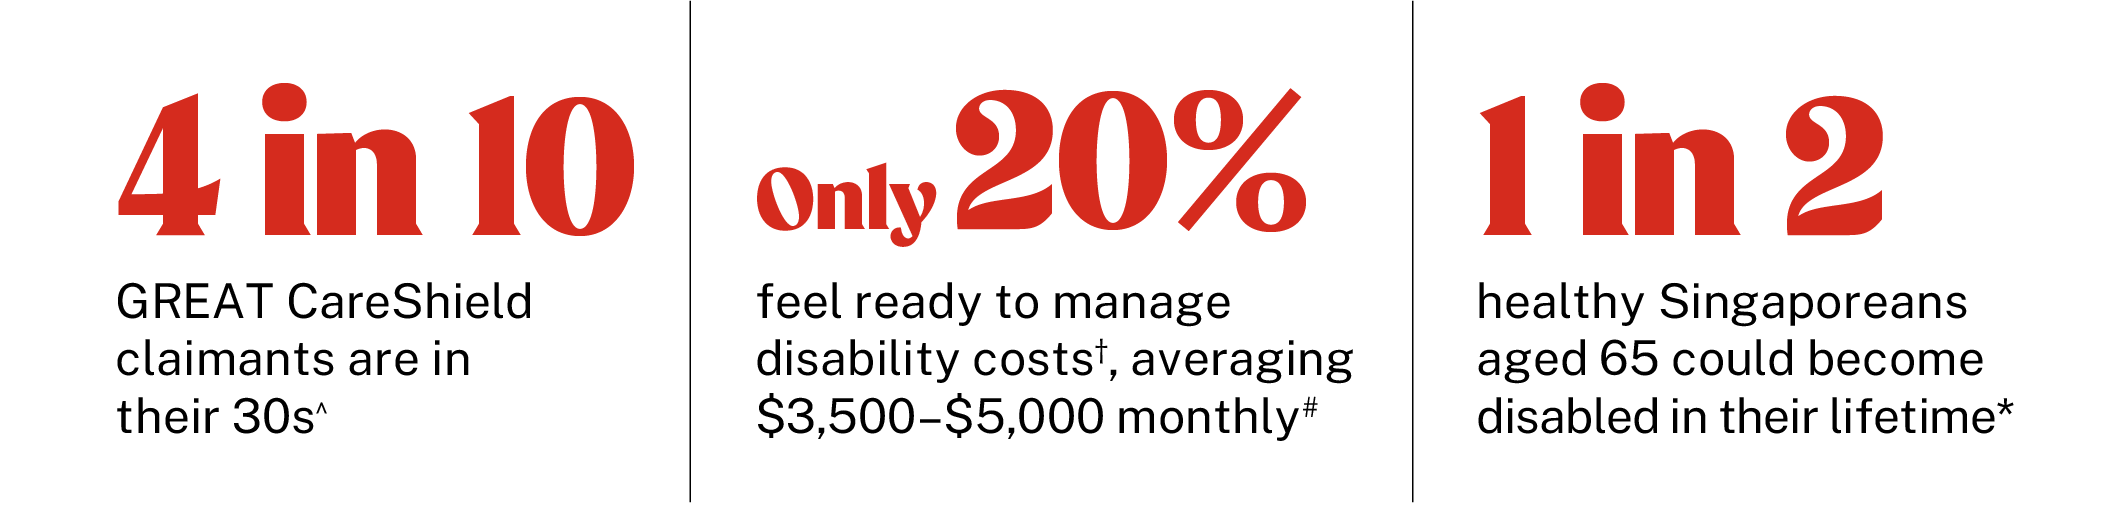 4 in 10
GREAT CareShield
claimants are in
their 30s^
Only 20%
feel ready to manage
disability costs†, averaging
$3,500–$5,000 monthly#
1 in 2
healthy Singaporeans
aged 65 could become
disabled in their lifetime*